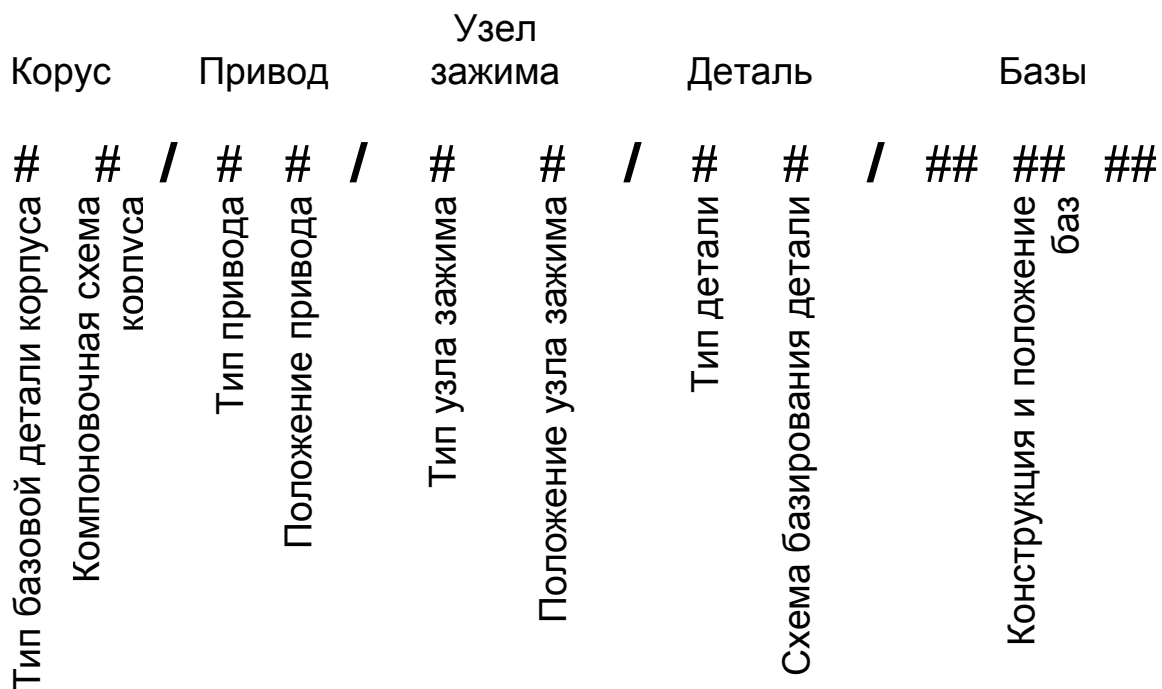 Узел
Корус Привод зажима Деталь Базы
# # / # # / # # / # # / ## ## ##
Тип базовой детали корпуса
Компоновочная схема
корпуса
Тип привода
Положение привода
Тип узла зажима
Положение узла зажима
Тип детали
Схема базирования детали
Конструкция и положение
баз